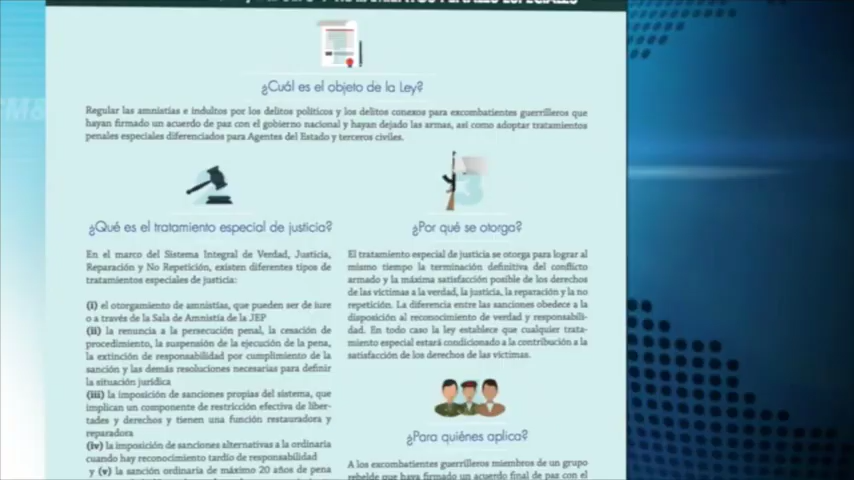 ¿Cuál es el objeto de la Ley?
Regular las amnistías e indultos por los delitos políticos y los delitos conexos para excombatientes guerrilleros que
hayan firmado un acuerdo de paz con el gobierno nacional y hayan dejado las armas, así como adoptar tratamientos
penales especiales diferenciados para Agentes del Estado y terceros civiles.
¿Qué es el tratamiento especial de justicia?
En el marco del Sistema Integral de Verdad, Justicia,
Reparación y No Repetición, existen diferentes tipos de
tratamientos especiales de justicia:
(i) el otorgamiento de amnistías, que pueden ser de iure
o a través de la Sala de Amnistía de la JEP
(ii) la renuncia a la persecución penal, la cesación de
procedimiento, la suspensión de la ejecución de la pena,
la extinción de responsabilidad por cumplimiento de la
sanción y las demás resoluciones necesarias para definir
la situación jurídica
(iii) la imposición de sanciones propias del sistema, que
implican un componente de restricción efectiva de liber-
tades y derechos y tienen una función restauradora y
reparadora
(iv) la imposición de sanciones alternativas a la ordinaria
cuando hay reconocimiento tardío de responsabilidad
y (v) la sanción ordinaria de máximo 20 años de pena
¿Por qué se otorga?
El tratamiento especial de justicia se otorga para lograr al
mismo tiempo la terminación definitiva del conflicto
armado y la máxima satisfacción posible de los derechos
de las víctimas a la verdad, la justicia, la reparación y la no
repetición. La diferencia entre las sanciones obedece a la
disposición al reconocimiento de verdad y responsabili-
dad. En todo caso la ley establece que cualquier trata-
miento especial estará condicionado a la contribución a la
satisfacción de los derechos de las víctimas.
¿Para quiénes aplica?
A los excombatientes guerrilleros miembros de un grupo
rebelde que haya firmado un acuerdo final de paz con el